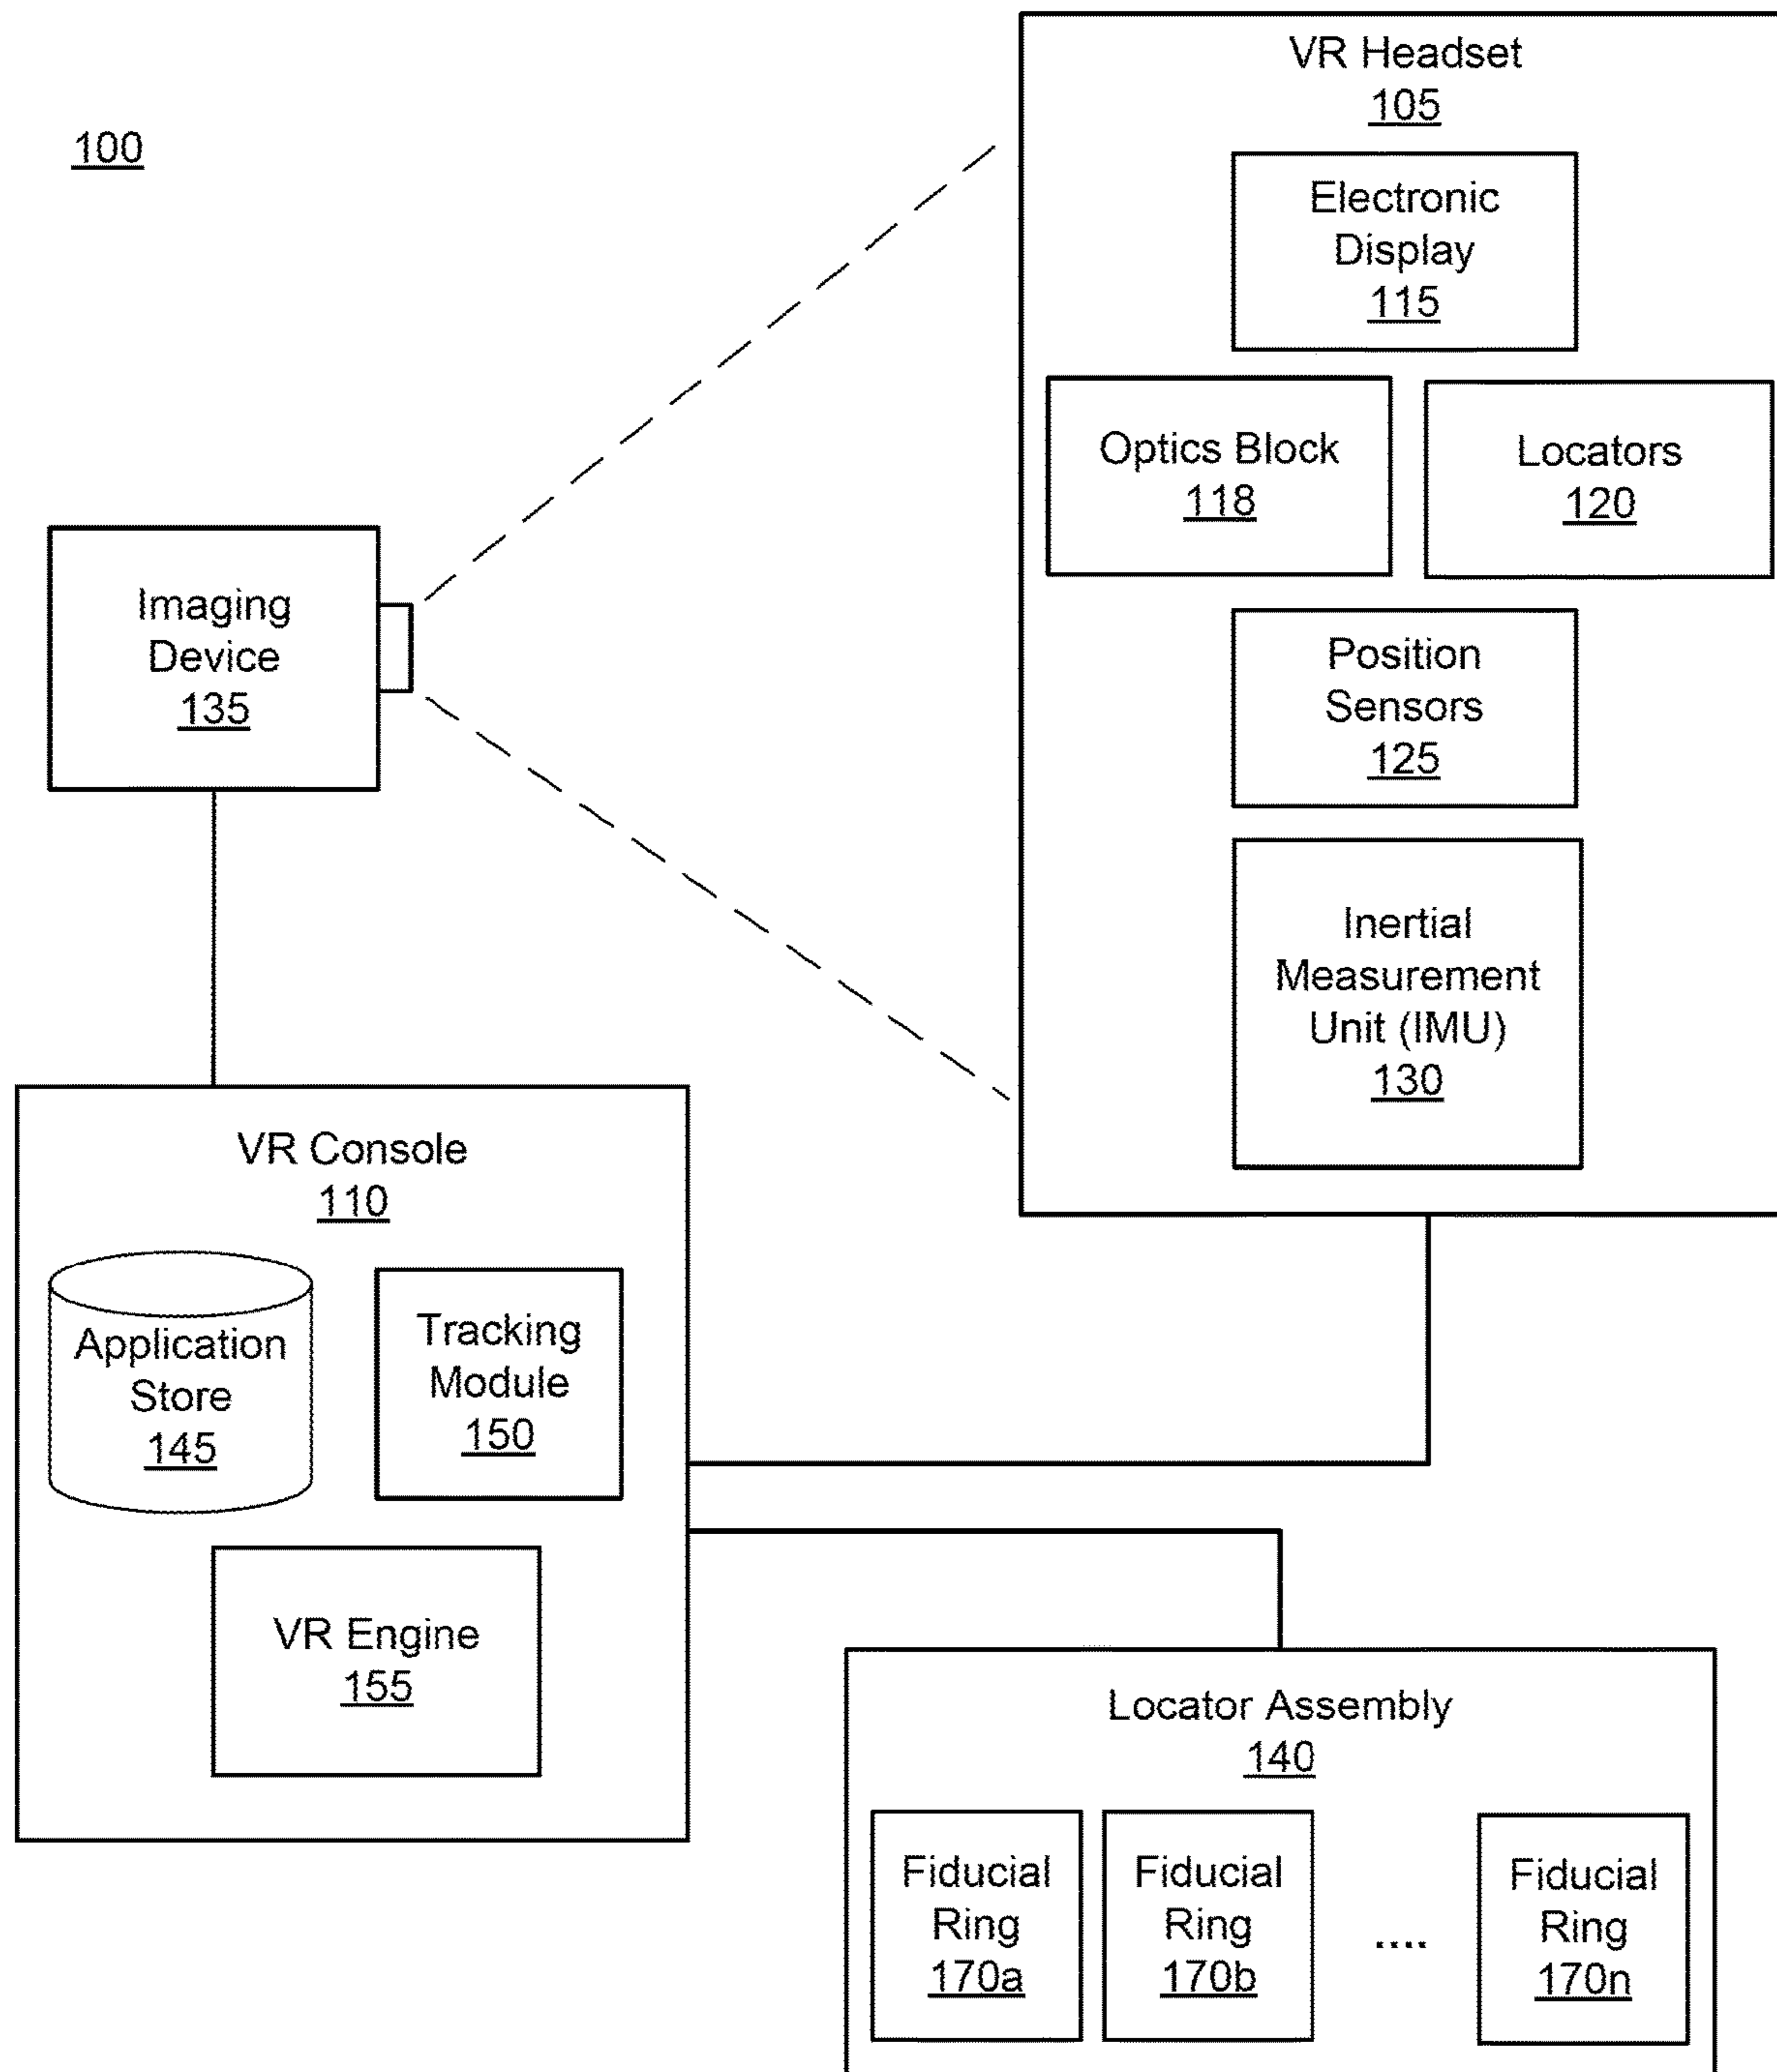 100
VR Headset
105
Electronic
Display
115
Optics Block
118
Locators
120
Position
Sensors
125
Inertial
Measurement
Unit (IMU)
130
Imaging
Device
135
VR Console
110
Application
Store
145
Tracking
Module
150
VR Engine
155
Locator Assembly
140
Fiducial
Ring
170a
Fiducial
Ring
170b
....
Fiducial
Ring
170n